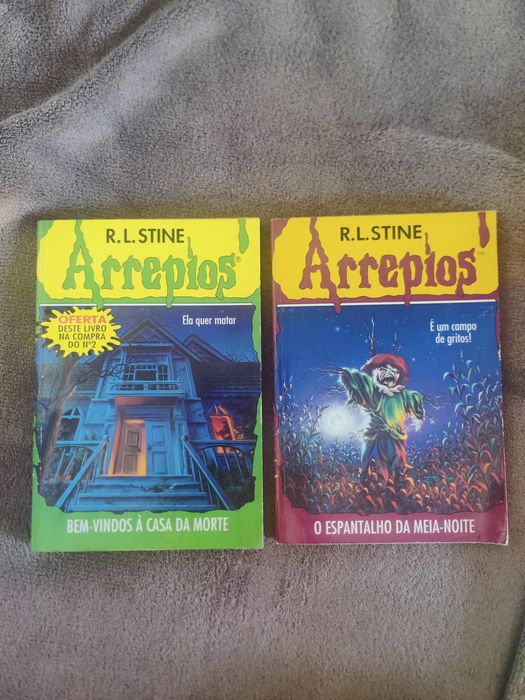 R.L. STINE
Arrepios®
OFERTA
DESTE LIVRO
NA COMPRA
DO Nº2
Ela quer matar
BEM-VINDOS À CASA DA MORTE
R.L. STINE
Arrepios™
É um campo
de gritos!
O ESPANTALHO DA MEIA-NOITE